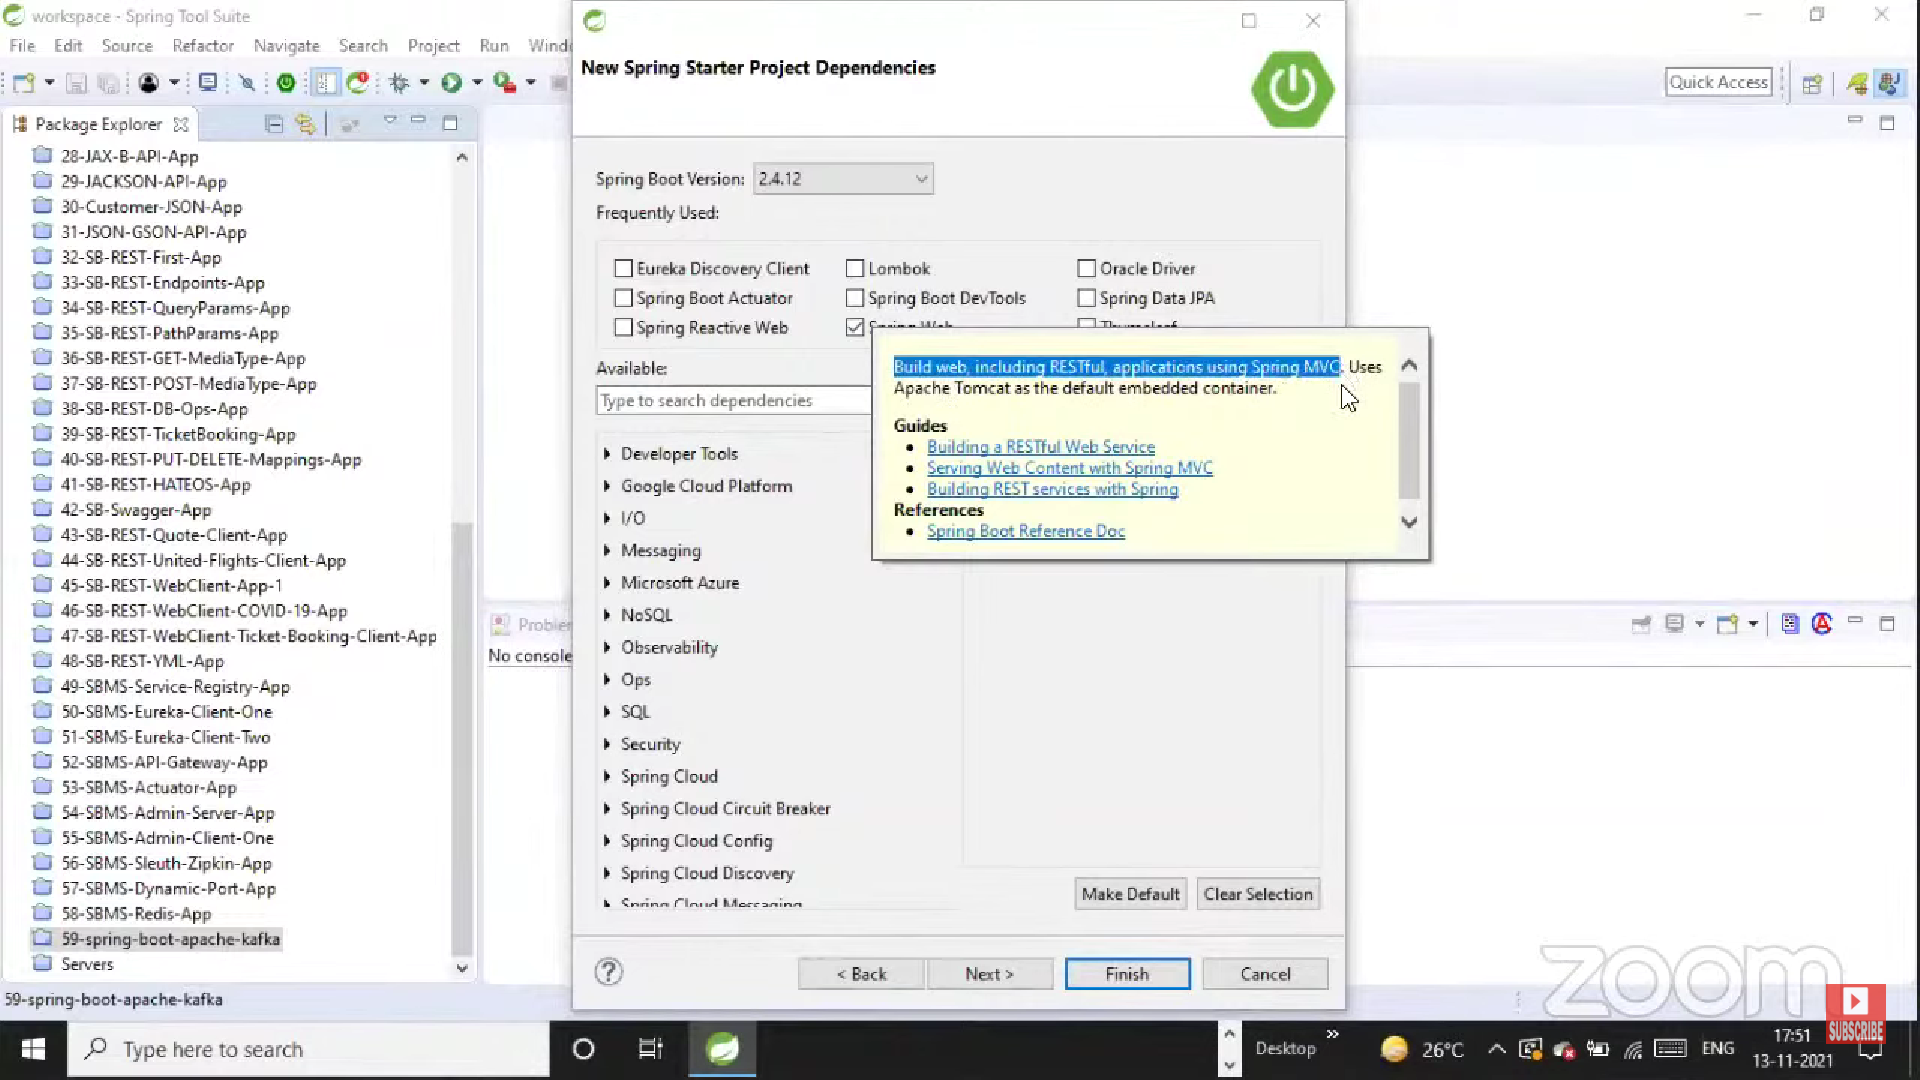 workspace - Spring Tool Suite
File Edit Source Refactor Navigate Search Project Run
Quick Access
Package Explorer
28-JAX-B-API-App
29-JACKSON-API-App
30-Customer-JSON-App
31-JSON-GSON-API-App
32-SB-REST-First-App
33-SB-REST-Endpoints-App
34-SB-REST-QueryParams-App
35-SB-REST-PathParams-App
36-SB-REST-GET-MediaType-App
37-SB-REST-POST-MediaType-App
38-SB-REST-DB-Ops-App
39-SB-REST-TicketBooking-App
40-SB-REST-PUT-DELETE-Mappings-App
41-SB-REST-HATEOS-App
42-SB-Swagger-App
43-SB-REST-Quote-Client-App
44-SB-REST-United-Flights-Client-App
45-SB-REST-WebClient-App-1
46-SB-REST-WebClient-COVID-19-App
47-SB-REST-WebClient-Ticket-Booking-Client-App
48-SB-REST-YML-App
49-SBMS-Service-Registry-App
50-SBMS-Eureka-Client-One
51-SBMS-Eureka-Client-Two
52-SBMS-API-Gateway-App
53-SBMS-Actuator-App
54-SBMS-Admin-Server-App
55-SBMS-Admin-Client-One
56-SBMS-Sleuth-Zipkin-App
57-SBMS-Dynamic-Port-App
58-SBMS-Redis-App
59-spring-boot-apache-kafka
Servers
59-spring-boot-apache-kafka
No console
New Spring Starter Project Dependencies
Spring Boot Version: 2.4.12
Frequently Used:
Eureka Discovery Client Lombok Oracle Driver
Spring Boot Actuator Spring Boot DevTools Spring Data JPA
Spring Reactive Web Spring Web Thymeleaf
Available:
Type to search dependencies
Developer Tools
Google Cloud Platform
I/O
Messaging
Microsoft Azure
NoSQL
Observability
Ops
SQL
Security
Spring Cloud
Spring Cloud Circuit Breaker
Spring Cloud Config
Spring Cloud Discovery
Spring Cloud Messaging
Build web, including RESTful, applications using Spring MVC. Uses
Apache Tomcat as the default embedded container.
Guides
• Building a RESTful Web Service
• Serving Web Content with Spring MVC
• Building REST services with Spring
References
• Spring Boot Reference Doc
Make Default Clear Selection
< Back Next > Finish Cancel
zoom
SUBSCRIBE
Type here to search
Desktop
26°C
ENG
17:51
13-11-2021